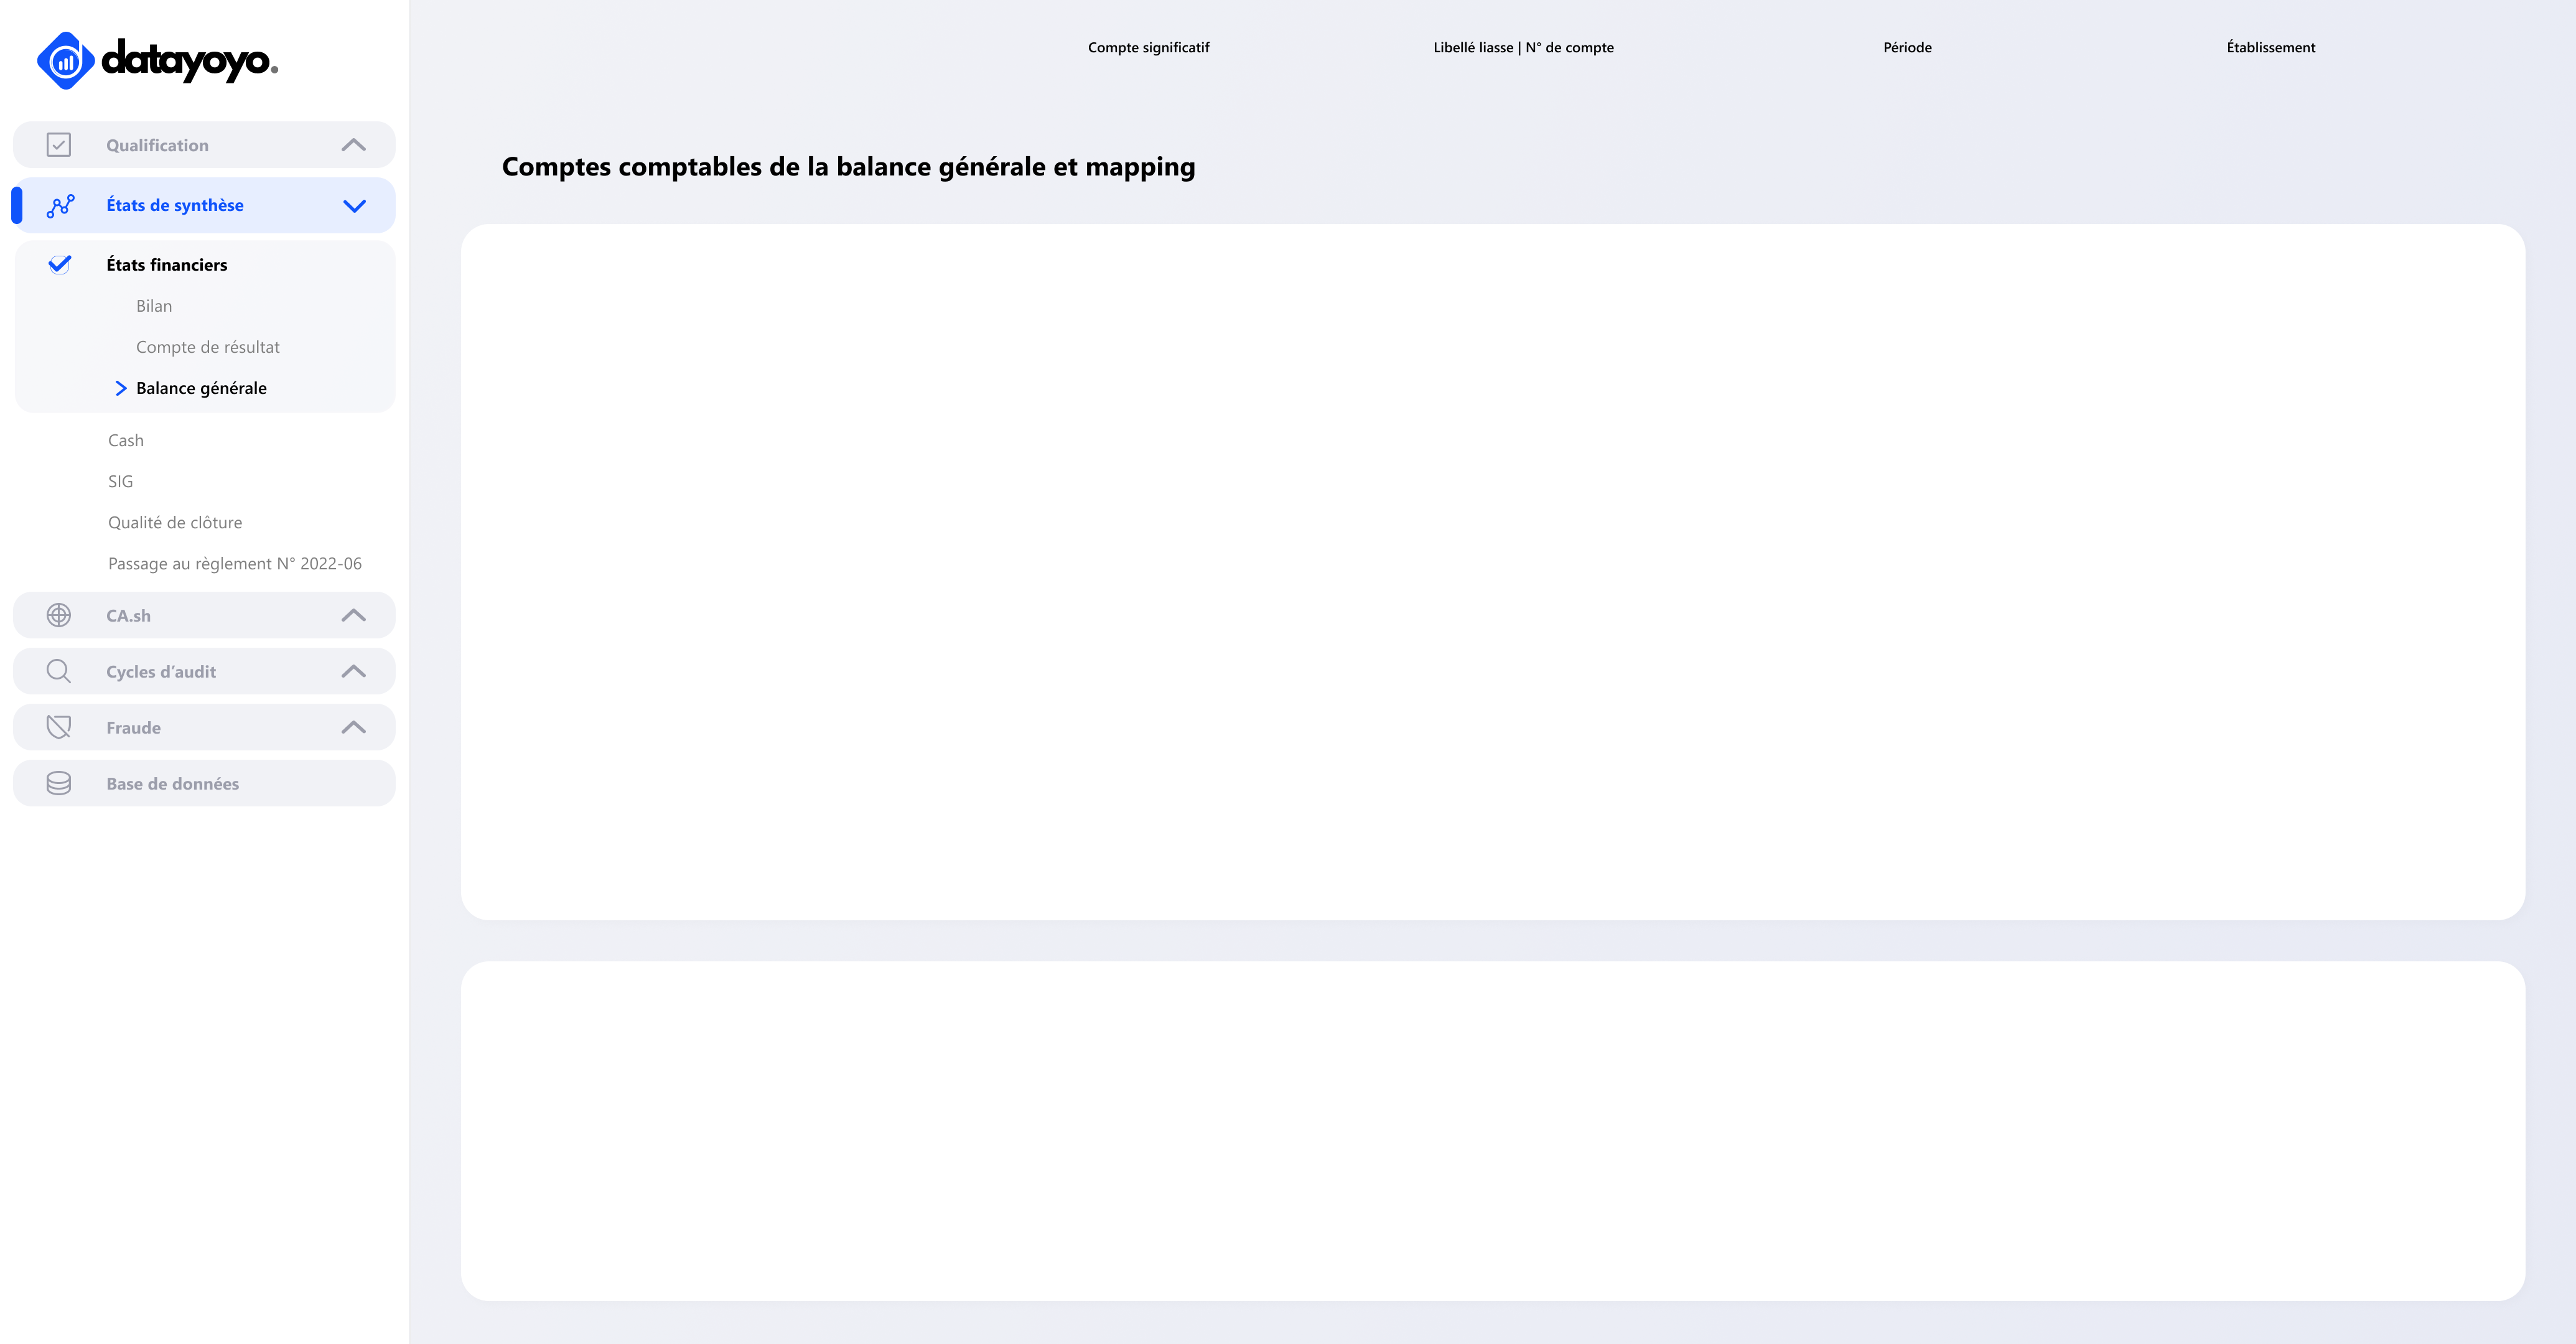 datayoyo.
Compte significatif
Libellé liasse | N° de compte
Période
Établissement
Qualification
États de synthèse
États financiers
Bilan
Compte de résultat
Balance générale
Cash
SIG
Qualité de clôture
Passage au règlement N° 2022-06
CA.sh
Cycles d’audit
Fraude
Base de données
Comptes comptables de la balance générale et mapping